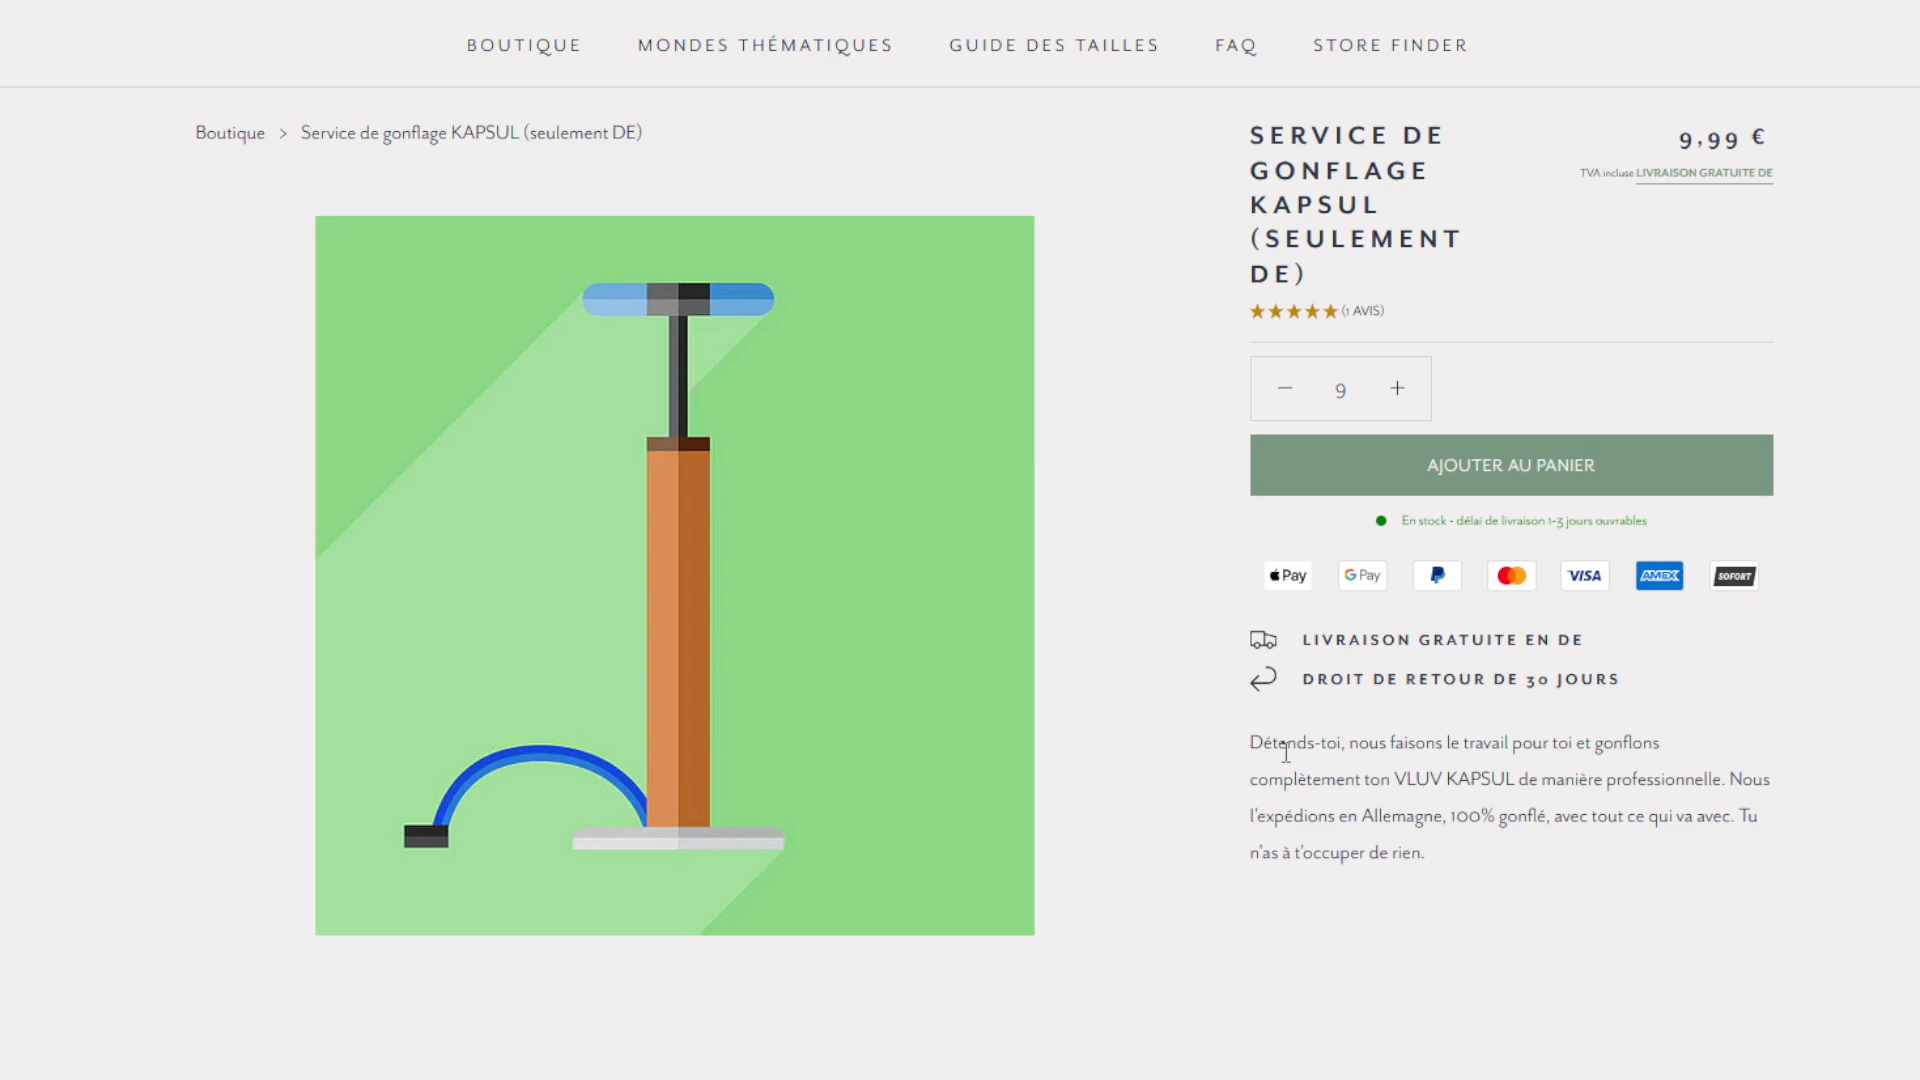 BOUTIQUE MONDES THÉMATIQUES GUIDE DES TAILLES FAQ STORE FINDER
Boutique > Service de gonflage KAPSUL (seulement DE)
SERVICE DE
GONFLAGE
KAPSUL
(SEULEMENT
DE)
9,99 €
TVA incluse LIVRAISON GRATUITE DE
(1 AVIS)
− 9 +
AJOUTER AU PANIER
En stock - délai de livraison 1-3 jours ouvrables
Pay G Pay VISA AMEX SOFORT
LIVRAISON GRATUITE EN DE
DROIT DE RETOUR DE 30 JOURS
Détends-toi, nous faisons le travail pour toi et gonflons
complètement ton VLUV KAPSUL de manière professionnelle. Nous
l'expédions en Allemagne, 100% gonflé, avec tout ce qui va avec. Tu
n'as à t'occuper de rien.